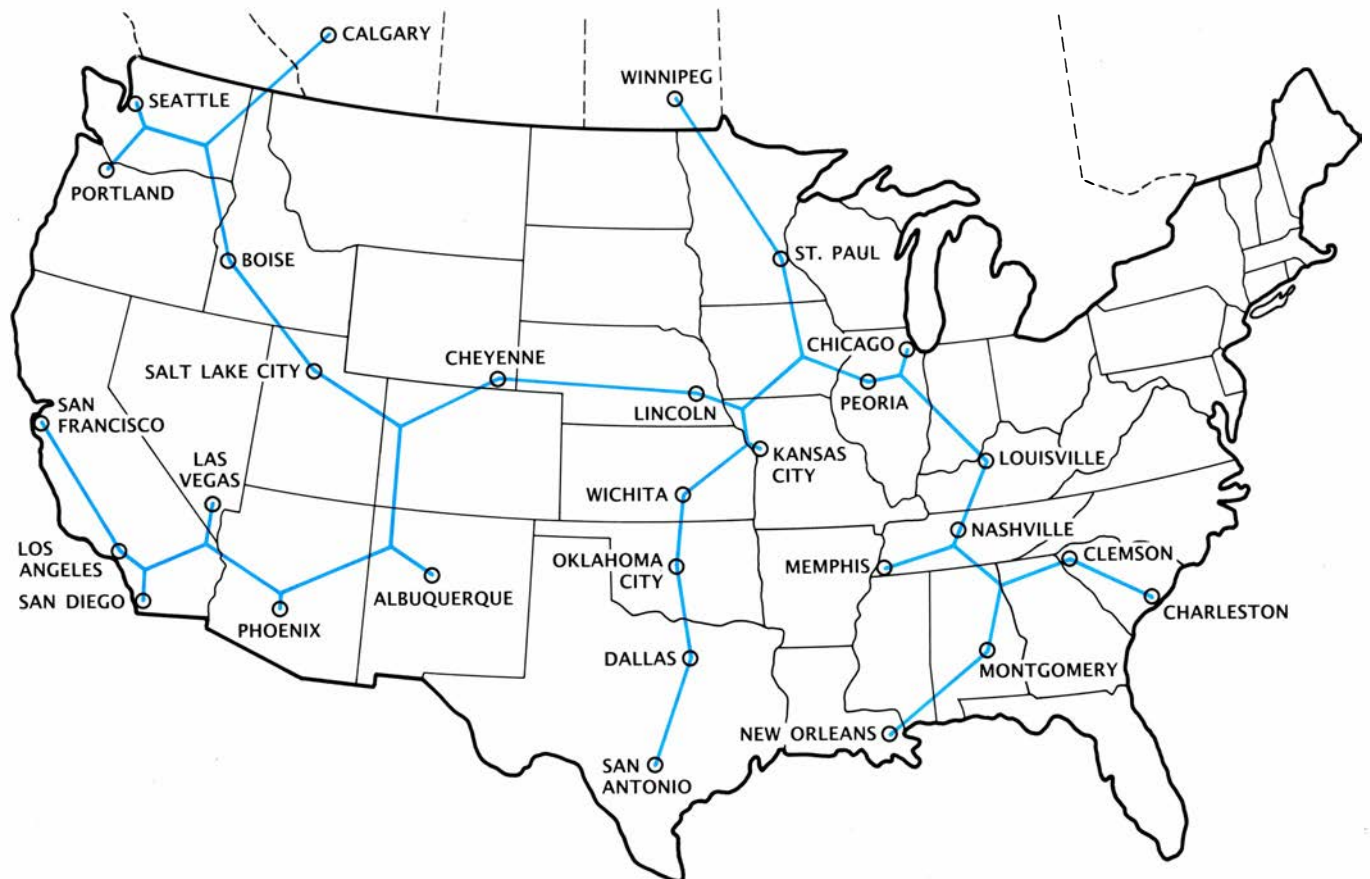 CALGARY
WINNIPEG
SEATTLE
PORTLAND
BOISE
ST. PAUL
CHICAGO
CHEYENNE
SALT LAKE CITY
LINCOLN
PEORIA
SAN
FRANCISCO
LAS
VEGAS
KANSAS
CITY
LOUISVILLE
WICHITA
NASHVILLE
LOS
ANGELES
OKLAHOMA
CITY
MEMPHIS
CLEMSON
SAN DIEGO
PHOENIX
ALBUQUERQUE
CHARLESTON
DALLAS
MONTGOMERY
NEW ORLEANS
SAN
ANTONIO